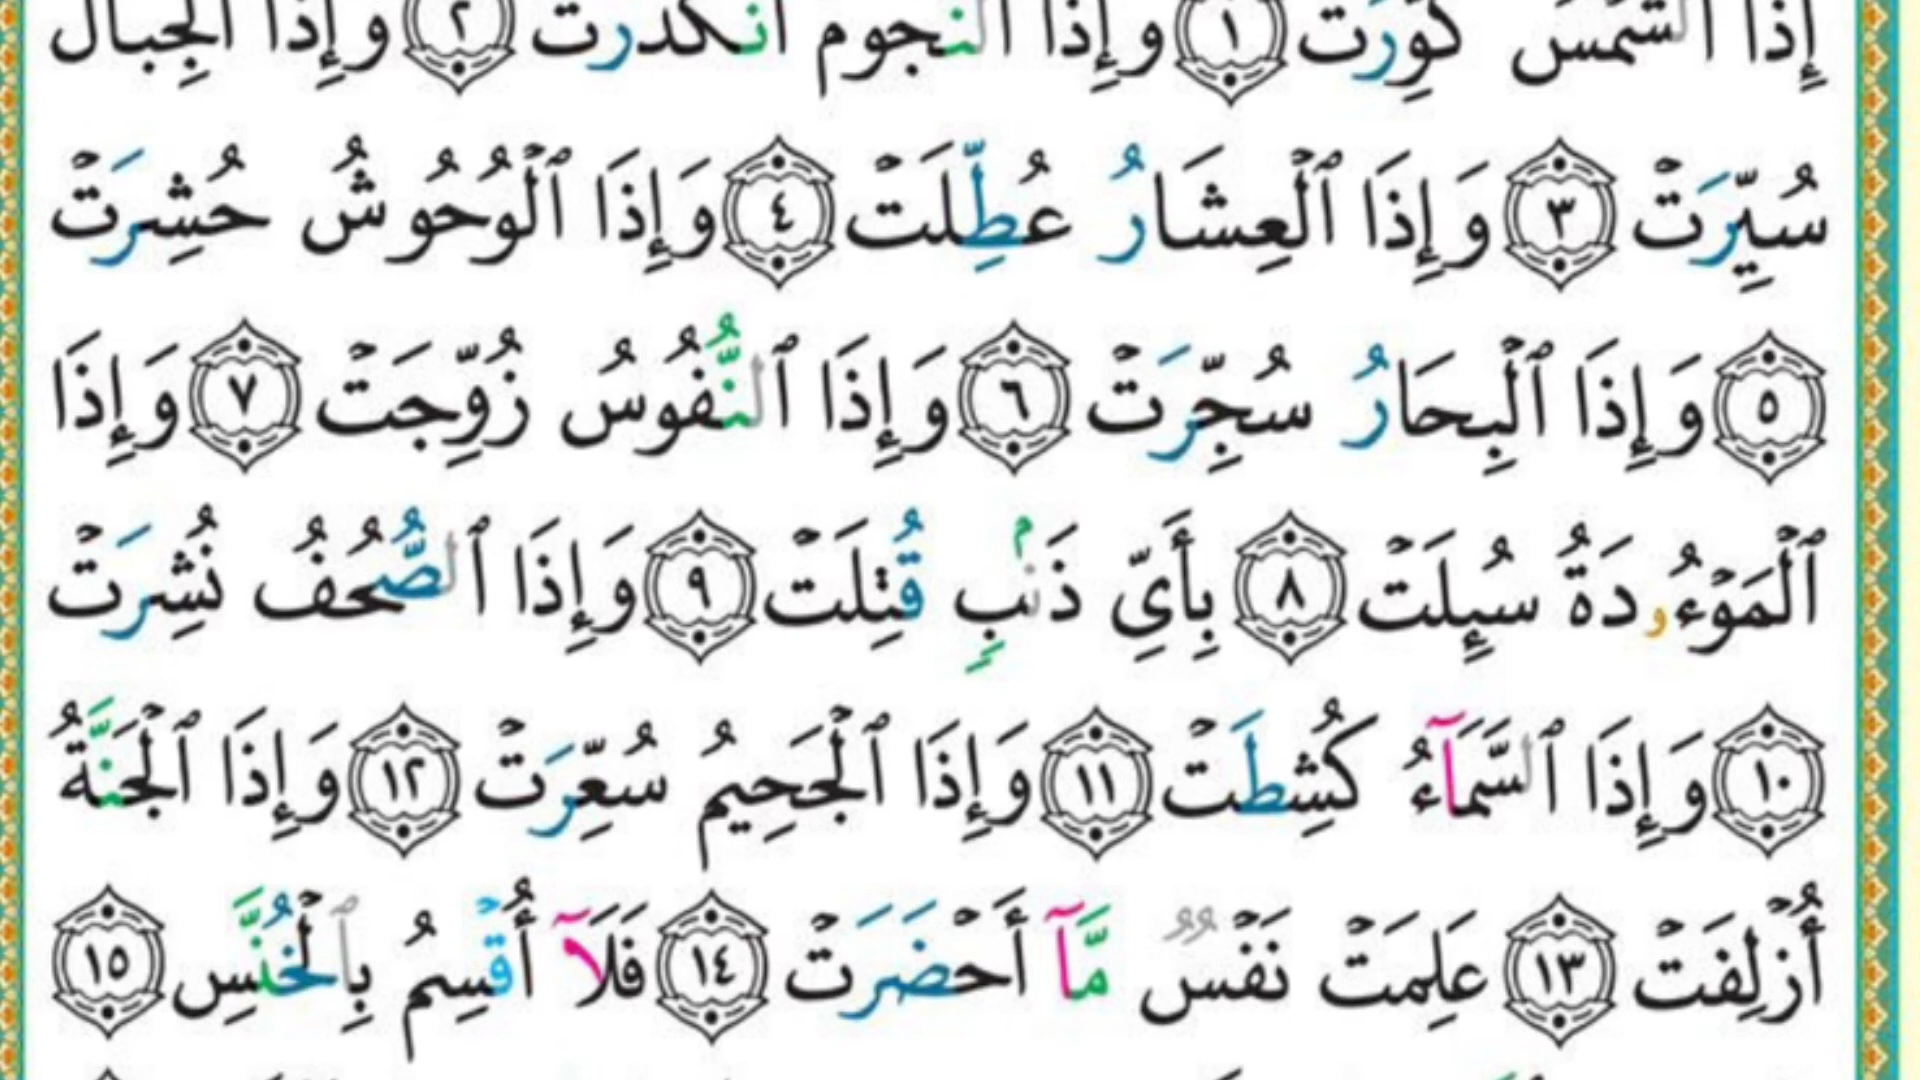 إِذَا ٱلشَّمْسُ كُوِّرَتْ ١ وَإِذَا ٱلنُّجُومُ ٱنكَدَرَتْ ٢ وَإِذَا ٱلْجِبَالُ
سُيِّرَتْ ٣ وَإِذَا ٱلْعِشَارُ عُطِّلَتْ ٤ وَإِذَا ٱلْوُحُوشُ حُشِرَتْ
٥ وَإِذَا ٱلْبِحَارُ سُجِّرَتْ ٦ وَإِذَا ٱلنُّفُوسُ زُوِّجَتْ ٧ وَإِذَا
ٱلْمَوْءُۥدَةُ سُئِلَتْ ٨ بِأَيِّ ذَنۢبٍ قُتِلَتْ ٩ وَإِذَا ٱلصُّحُفُ نُشِرَتْ
١٠ وَإِذَا ٱلسَّمَآءُ كُشِطَتْ ١١ وَإِذَا ٱلْجَحِيمُ سُعِّرَتْ ١٢ وَإِذَا ٱلْجَنَّةُ
أُزْلِفَتْ ١٣ عَلِمَتْ نَفْسٌ مَّآ أَحْضَرَتْ ١٤ فَلَآ أُقْسِمُ بِٱلْخُنَّسِ ١٥